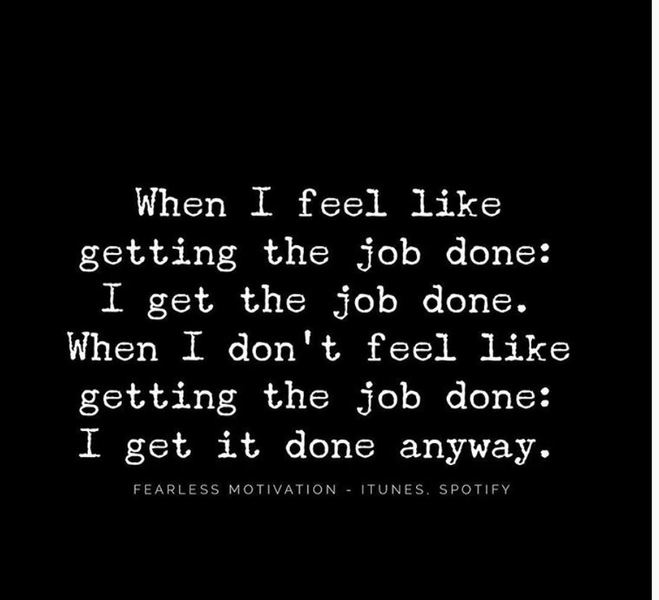 When I feel like
getting the job done:
I get the job done.
When I don't feel like
getting the job done:
I get it done anyway.
FEARLESS MOTIVATION - ITUNES, SPOTIFY